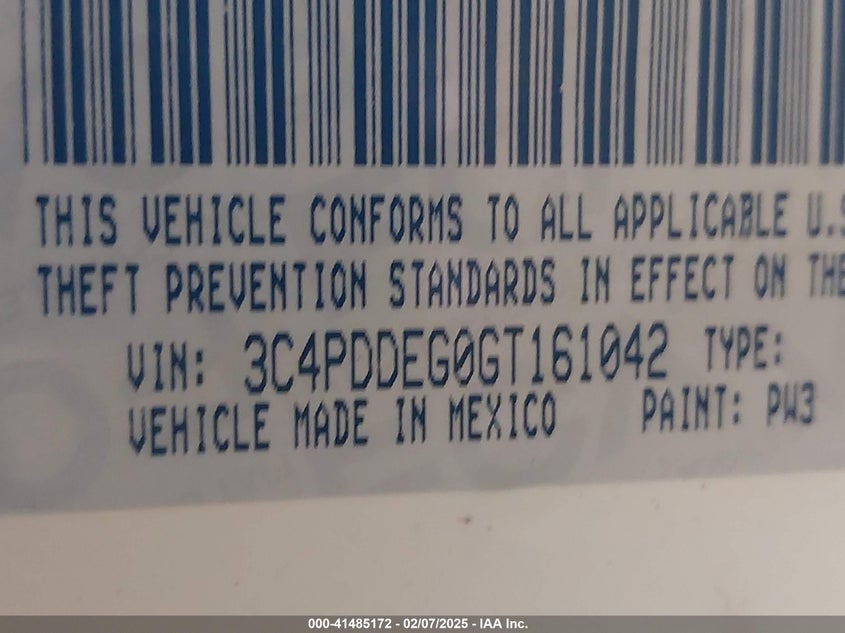 THIS VEHICLE CONFORMS TO ALL APPLICABLE U.S
THEFT PREVENTION STANDARDS IN EFFECT ON THE
VIN: 3C4PDDEG0GT161042 TYPE:
VEHICLE MADE IN MEXICO PAINT: PW3
000-41485172 - 02/07/2025 - IAA Inc.